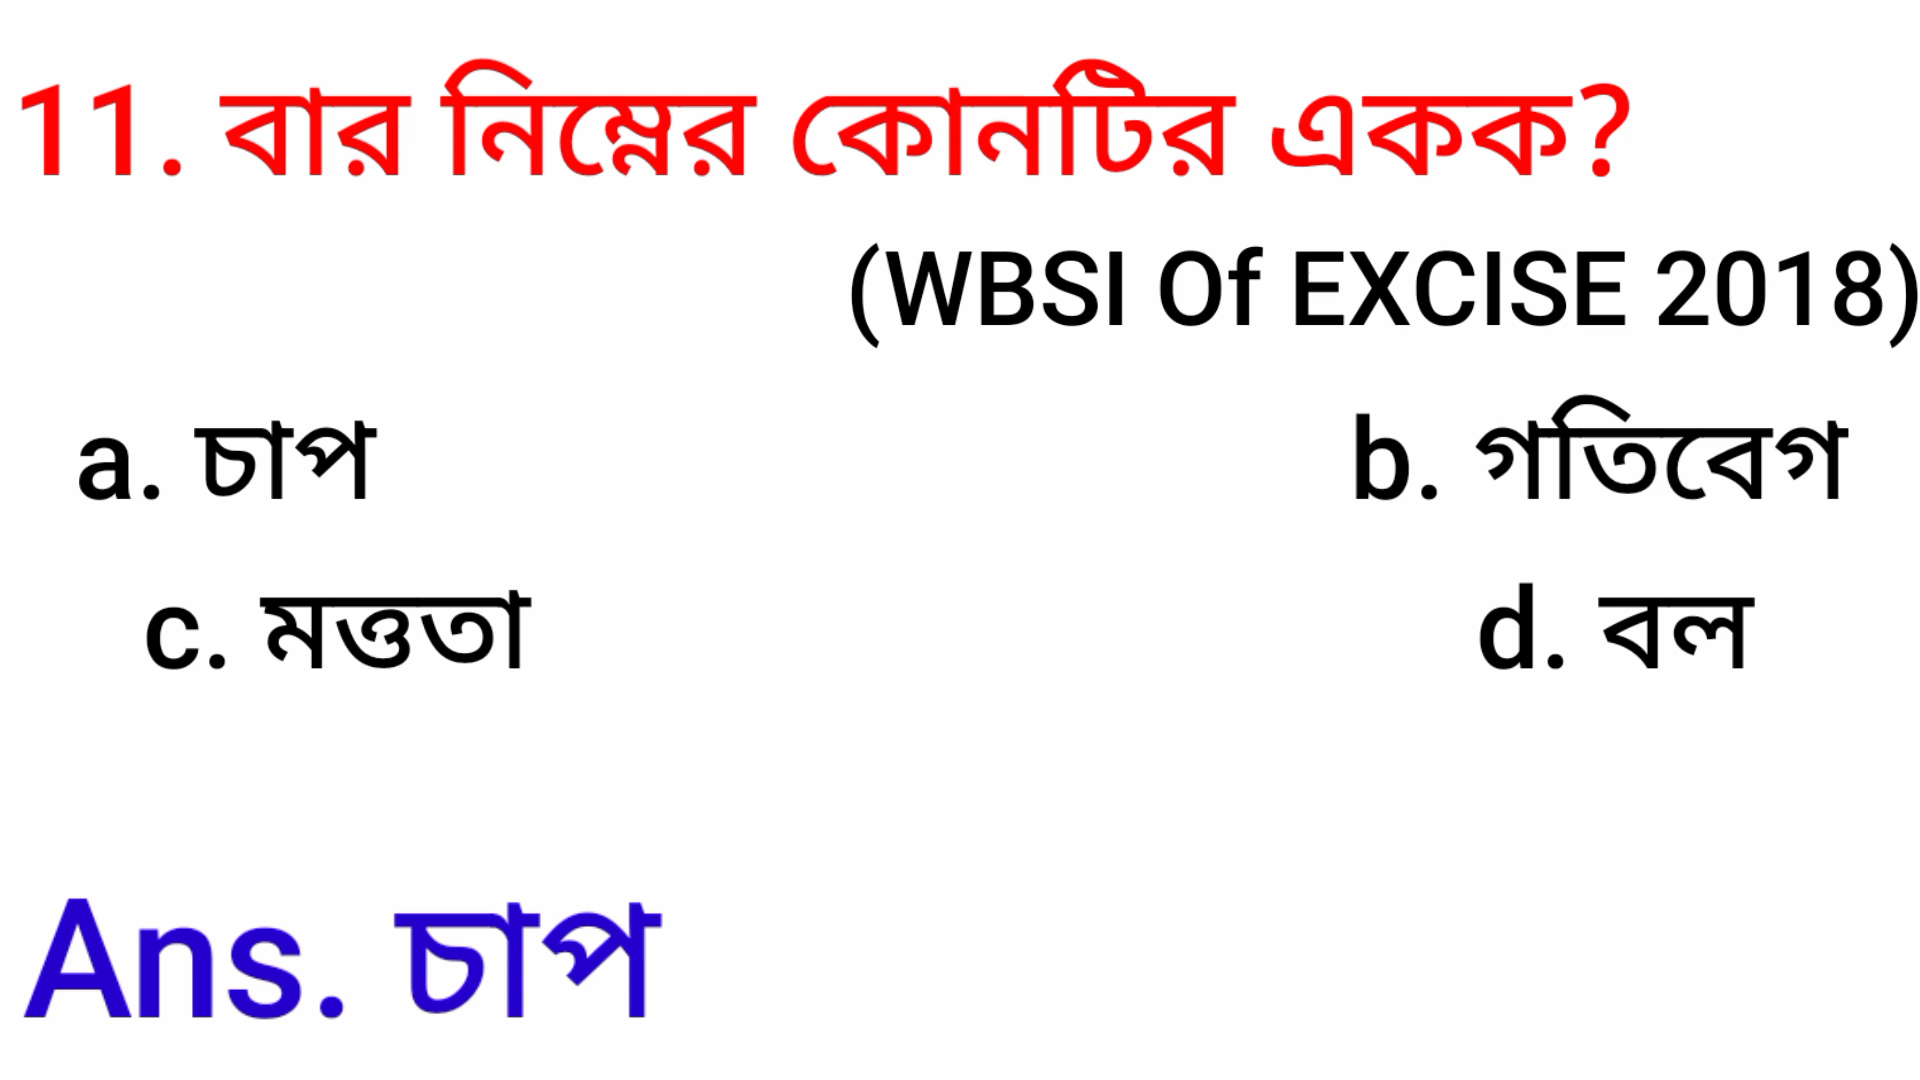 11. বার নিম্নের কোনটির একক?
(WBSI Of EXCISE 2018)
a. চাপ b. গতিবেগ
c. মত্ততা d. বল
Ans. চাপ